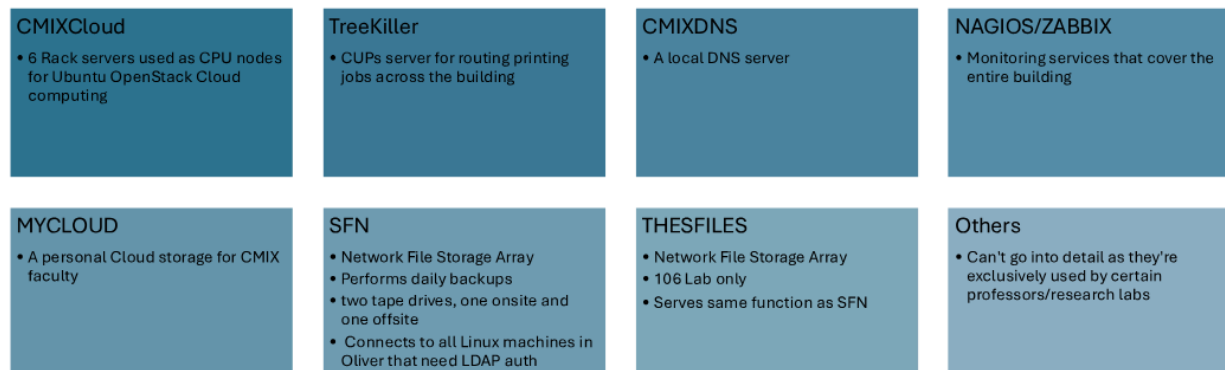 CMIXCloud
• 6 Rack servers used as CPU nodes
for Ubuntu OpenStack Cloud
computing
TreeKiller
• CUPs server for routing printing
jobs across the building
CMIXDNS
• A local DNS server
NAGIOS/ZABBIX
• Monitoring services that cover the
entire building
MYCLOUD
• A personal Cloud storage for CMIX
faculty
SFN
• Network File Storage Array
• Performs daily backups
• two tape drives, one onsite and
one offsite
• Connects to all Linux machines in
Oliver that need LDAP auth
THESFILES
• Network File Storage Array
• 106 Lab only
• Serves same function as SFN
Others
• Can't go into detail as they're
exclusively used by certain
professors/research labs